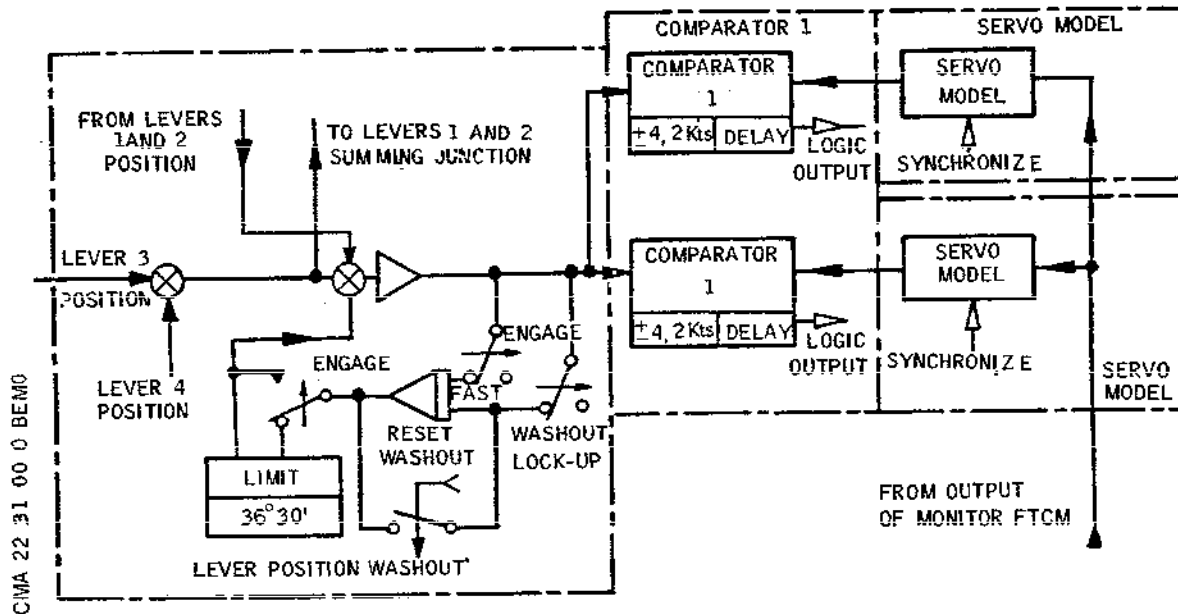 COMPARATOR 1
SERVO MODEL
COMPARATOR
1
±4, 2Kts
DELAY
LOGIC
OUTPUT
SERVO
MODEL
SYNCHRONIZE
FROM LEVERS
1AND 2
POSITION
TO LEVERS 1 AND 2
SUMMING JUNCTION
LEVER 3
POSITION
LEVER 4
POSITION
COMPARATOR
1
±4, 2Kts
DELAY
LOGIC
OUTPUT
SERVO
MODEL
SYNCHRONIZE
SERVO
MODEL
ENGAGE
ENGAGE
FAST
RESET
WASHOUT
WASHOUT
LOCK-UP
LIMIT
36°30'
LEVER POSITION WASHOUT
FROM OUTPUT
OF MONITOR FTCM
CIMA 22 31 00 0 BEMO